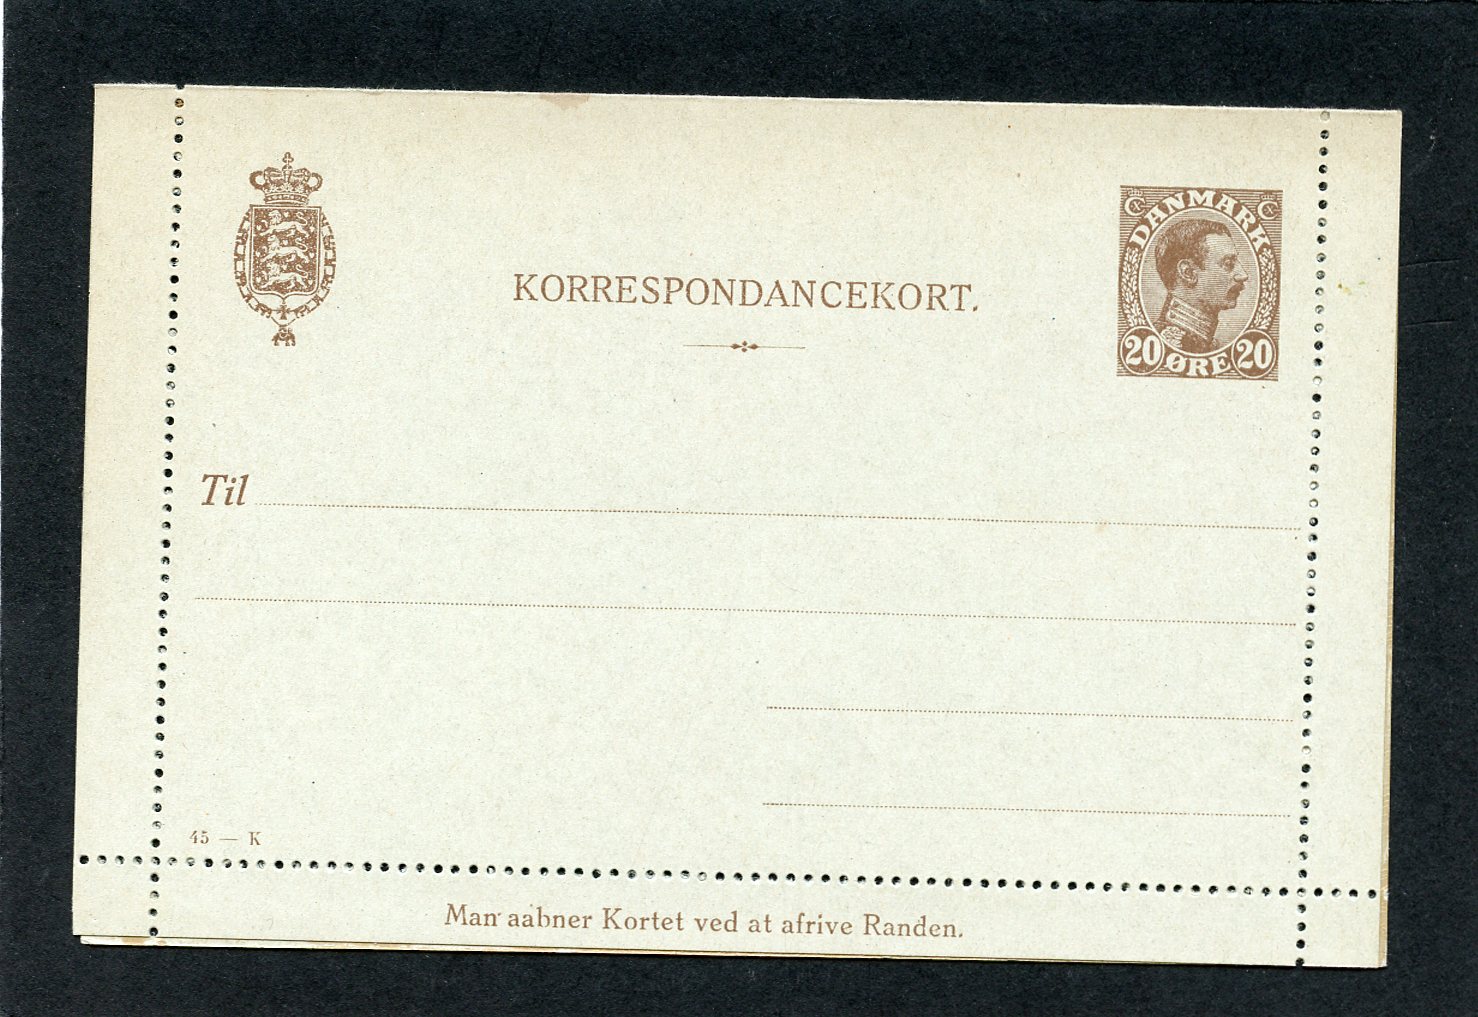 DANMARK
KORRESPONDANCEKORT.
20 ØRE 20
Til
45 — K
Man aabner Kortet ved at afrive Randen.